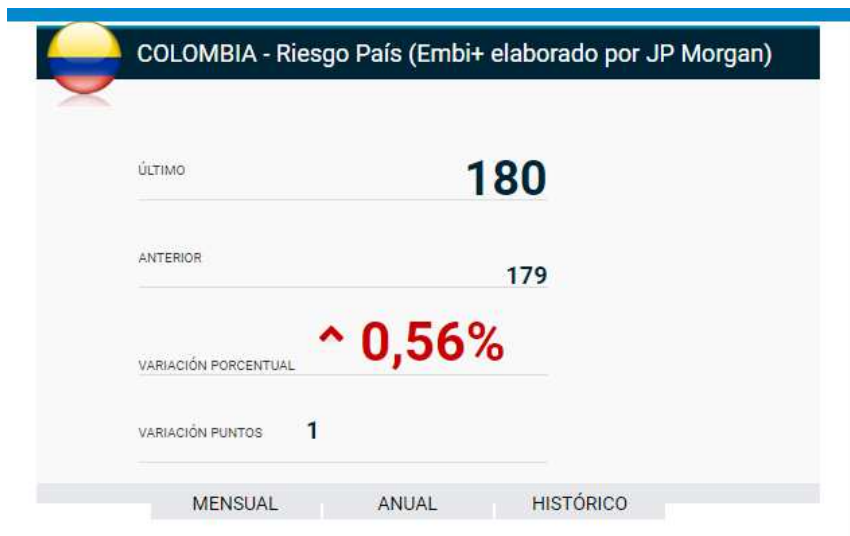 COLOMBIA - Riesgo País (Embi+ elaborado por JP Morgan)
ÚLTIMO 180
ANTERIOR 179
VARIACIÓN PORCENTUAL ^ 0,56%
VARIACIÓN PUNTOS 1
MENSUAL ANUAL HISTÓRICO